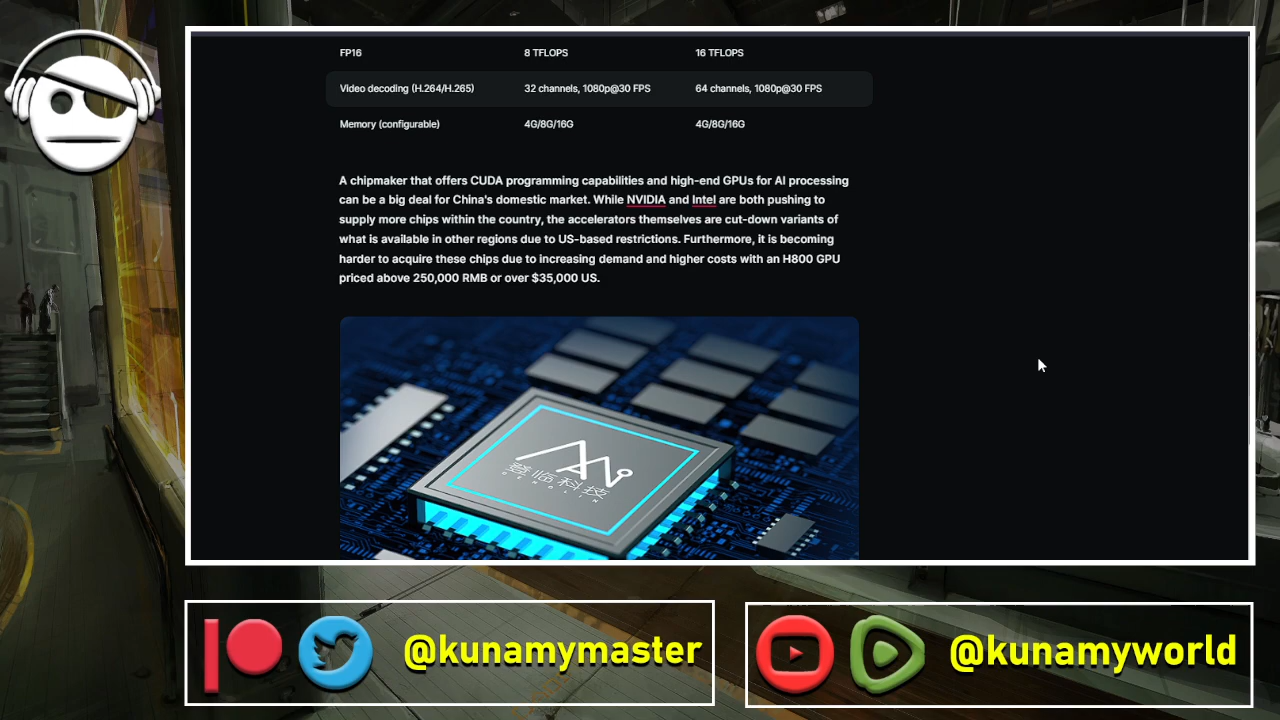 FP16 8 TFLOPS 16 TFLOPS
Video decoding (H.264/H.265) 32 channels, 1080p@30 FPS 64 channels, 1080p@30 FPS
Memory (configurable) 4G/8G/16G 4G/8G/16G
A chipmaker that offers CUDA programming capabilities and high-end GPUs for AI processing
can be a big deal for China's domestic market. While NVIDIA and Intel are both pushing to
supply more chips within the country, the accelerators themselves are cut-down variants of
what is available in other regions due to US-based restrictions. Furthermore, it is becoming
harder to acquire these chips due to increasing demand and higher costs with an H800 GPU
priced above 250,000 RMB or over $35,000 US.
登临科技
DENGLIN
@kunamymaster
@kunamyworld